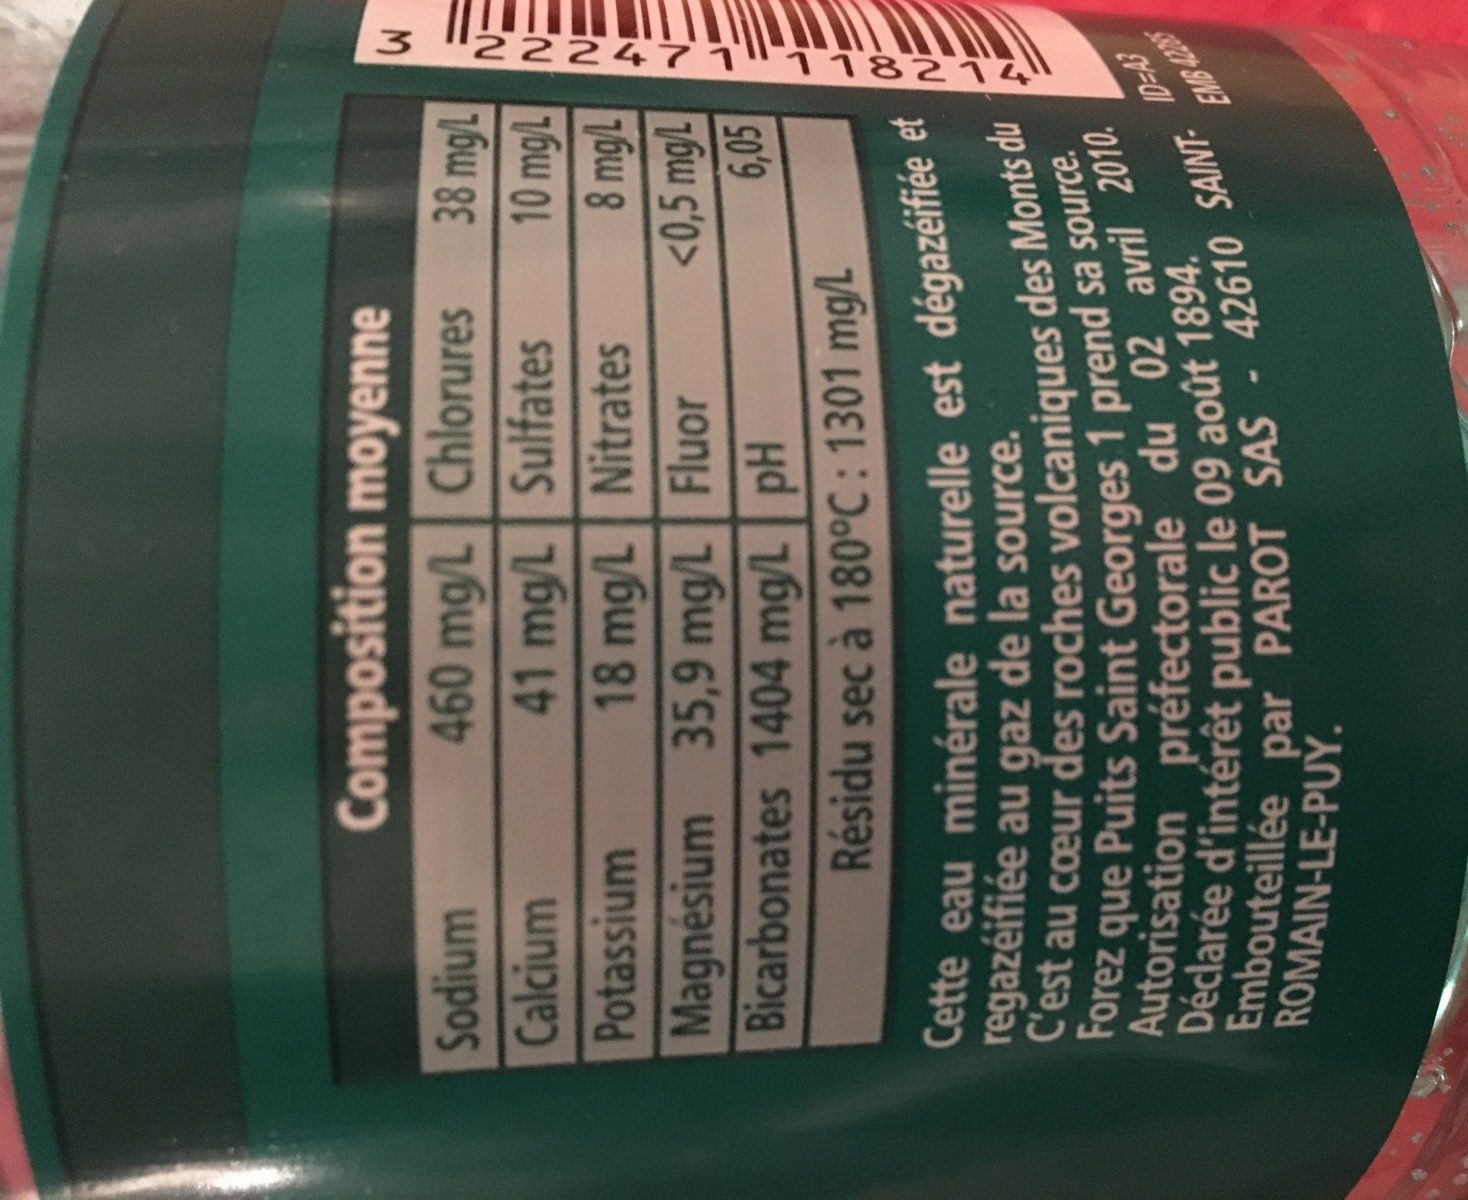 3 222471 118214
ID=A3
EMB 42285
Composition moyenne
Sodium 460 mg/L Chlorures 38 mg/L
Calcium 41 mg/L Sulfates 10 mg/L
Potassium 18 mg/L Nitrates 8 mg/L
Magnésium 35,9 mg/L Fluor <0,5 mg/L
Bicarbonates 1404 mg/L pH 6,05
Résidu sec à 180°C : 1301 mg/L
Cette eau minérale naturelle est dégazéifiée et
regazéifiée au gaz de la source.
C'est au cœur des roches volcaniques des Monts du
Forez que Puits Saint Georges 1 prend sa source.
Autorisation préfectorale du 02 avril 2010.
Déclarée d'intérêt public le 09 août 1894.
Embouteillée par PAROT SAS - 42610 SAINT-
ROMAIN-LE-PUY.